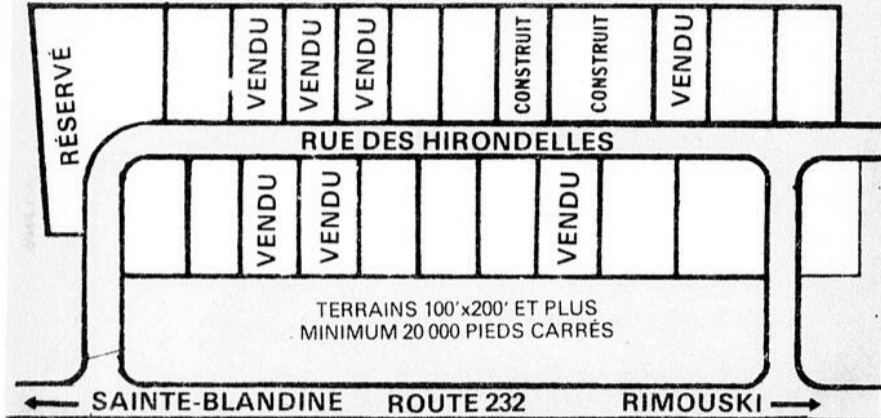 RÉSERVÉ
VENDU
VENDU
VENDU
CONSTRUIT
CONSTRUIT
VENDU
RUE DES HIRONDELLES
VENDU
VENDU
VENDU
TERRAINS 100'x200' ET PLUS
MINIMUM 20 000 PIEDS CARRÉS
SAINTE-BLANDINE ROUTE 232 RIMOUSKI